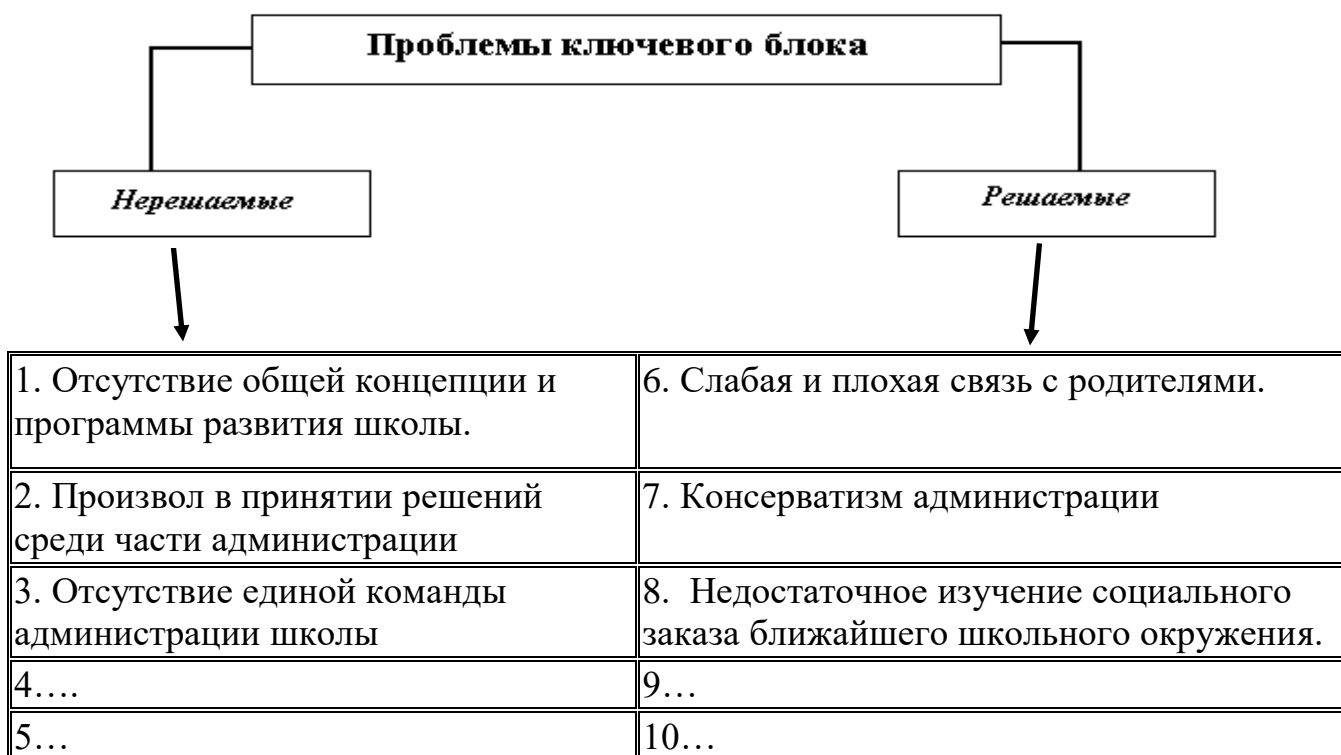 Проблемы ключевого блока
Нерешаемые
Решаемые
1. Отсутствие общей концепции и
программы развития школы.
6. Слабая и плохая связь с родителями.
2. Произвол в принятии решений
среди части администрации
7. Консерватизм администрации
3. Отсутствие единой команды
администрации школы
8. Недостаточное изучение социального
заказа ближайшего школьного окружения.
4….
9…
5…
10…